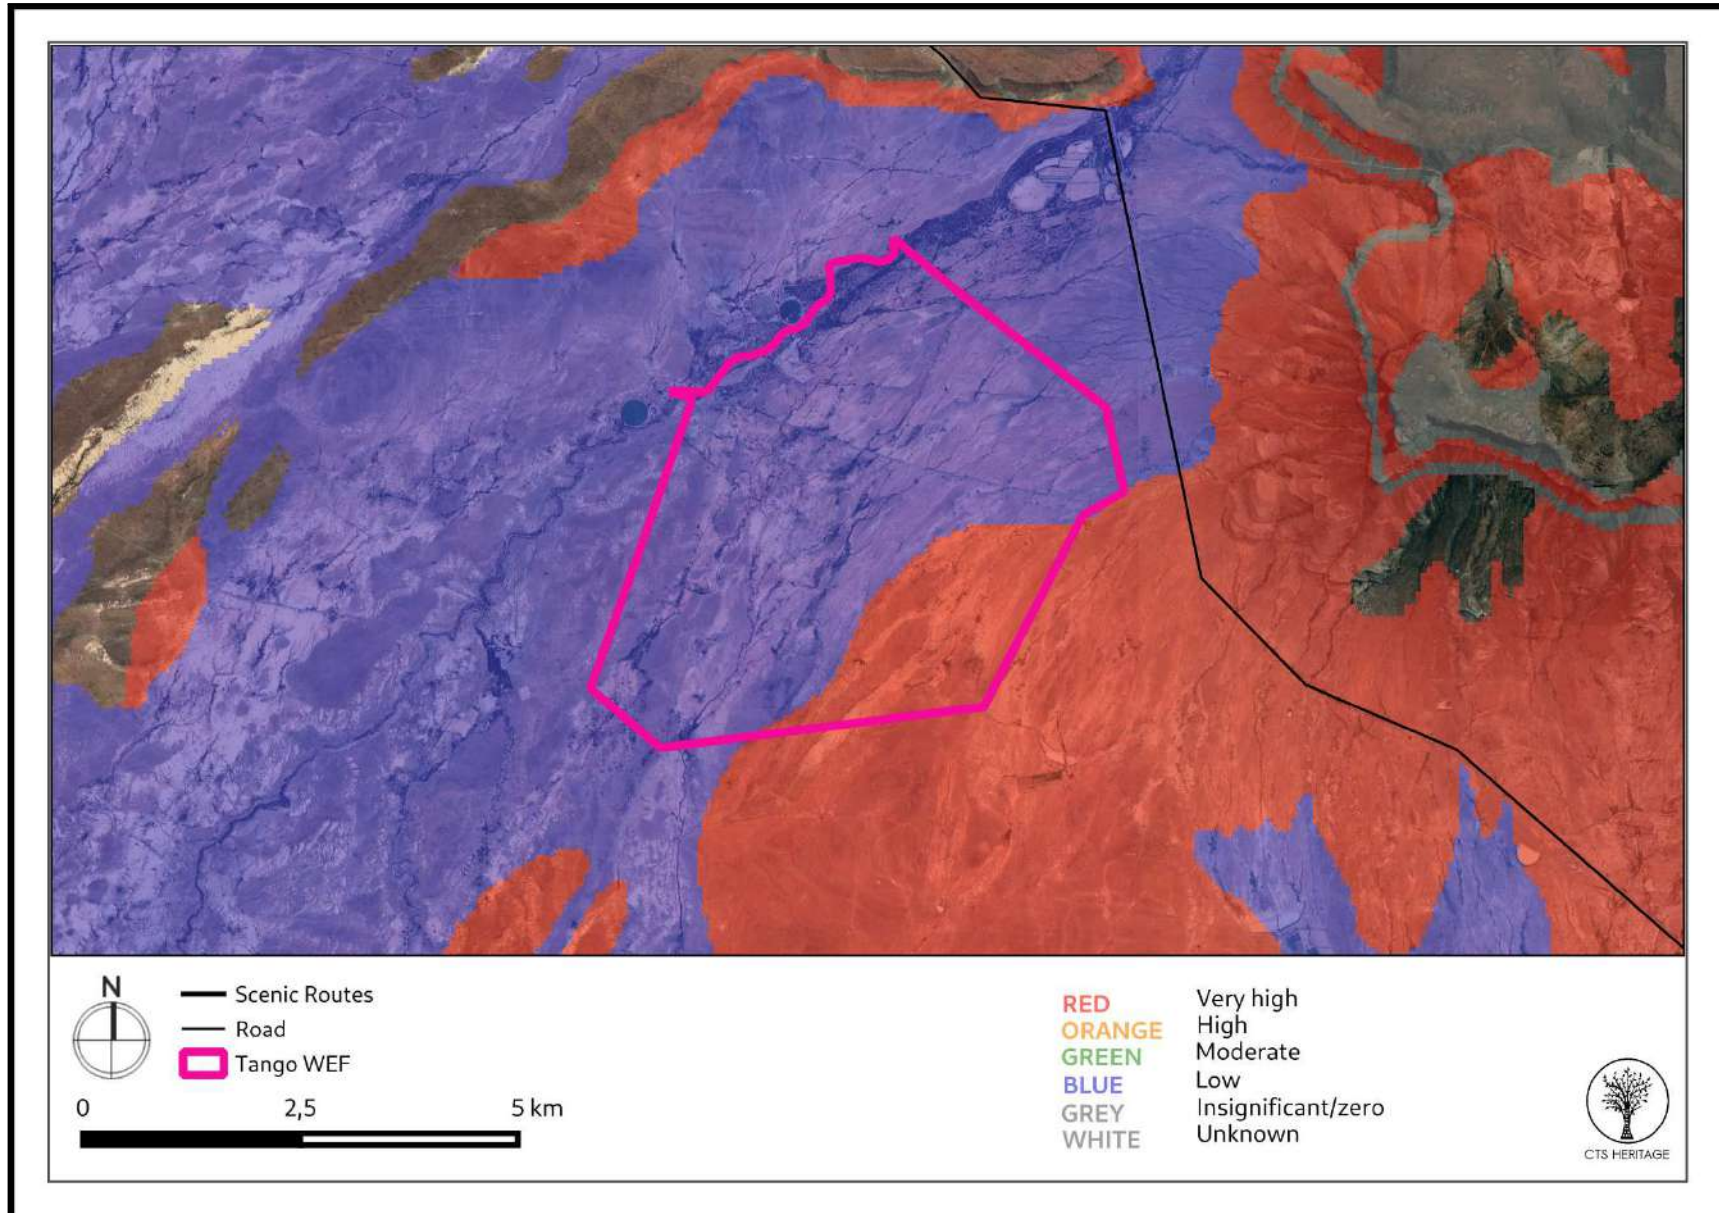 N
Scenic Routes
Road
Tango WEF
0 2,5 5 km
RED Very high
ORANGE High
GREEN Moderate
BLUE Low
GREY Insignificant/zero
WHITE Unknown
CTS HERITAGE